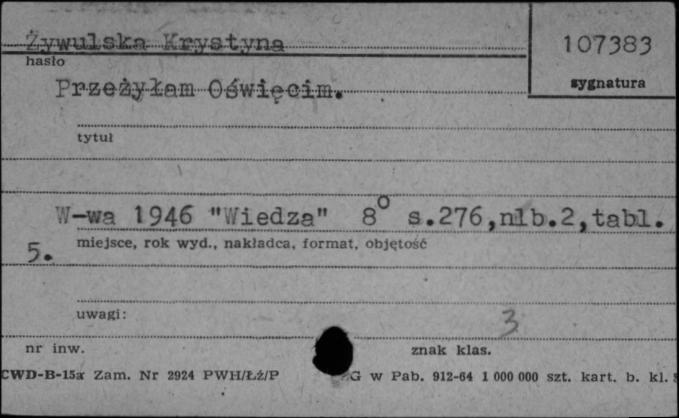 Żywulska Krystyna
107383
hasło
sygnatura
Przeżyłam Oświęcim.
tytuł
W-wa 1946 "Wiedza" 8° s.276,nlb.2,tabl.
miejsce, rok wyd., nakładca, format, objętość
5.
uwagi:
3
nr inw.
znak klas.
CWD-B-15a Zam. Nr 2924 PWH/Łż/P G w Pab. 912-64 1 000 000 szt. kart. b. kl.